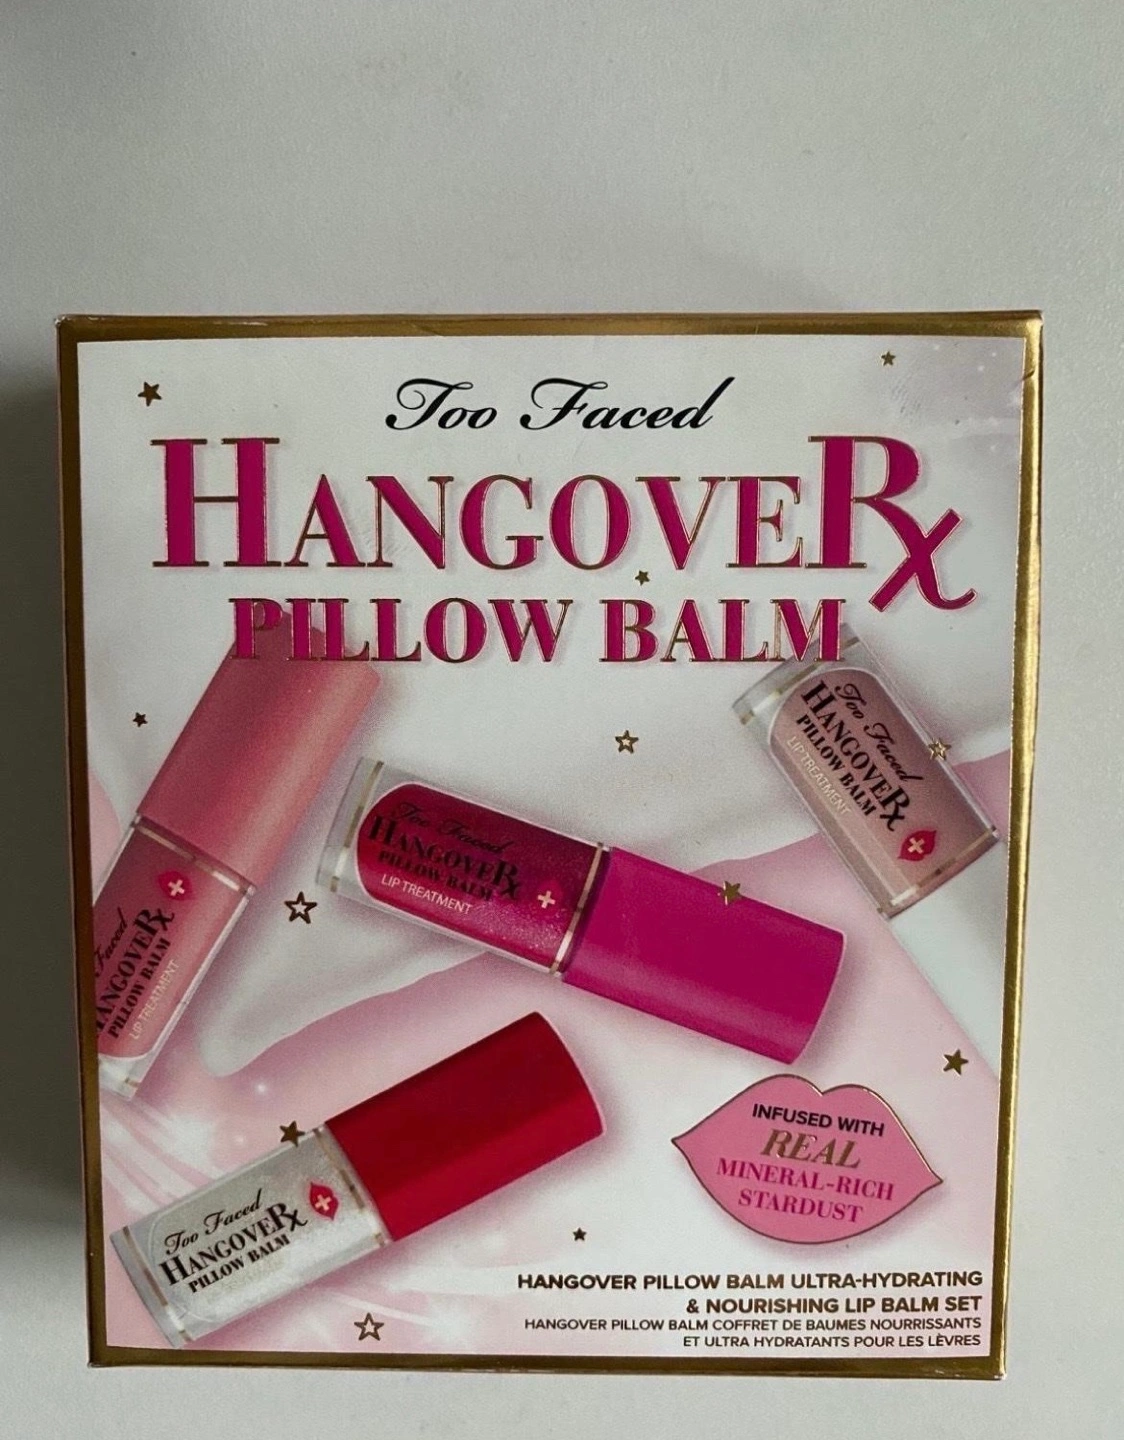 Too Faced
HANGOVERx
PILLOW BALM
Too Faced
HANGOVERx
PILLOW BALM
LIP TREATMENT
Too Faced
HANGOVERx
PILLOW BALM
LIP TREATMENT
Faced
HANGOVERx
PILLOW BALM
LIP TREATMENT
Too Faced
HANGOVERx
PILLOW BALM
INFUSED WITH
REAL
MINERAL-RICH
STARDUST
HANGOVER PILLOW BALM ULTRA-HYDRATING
& NOURISHING LIP BALM SET
HANGOVER PILLOW BALM COFFRET DE BAUMES NOURRISSANTS
ET ULTRA HYDRATANTS POUR LES LÈVRES